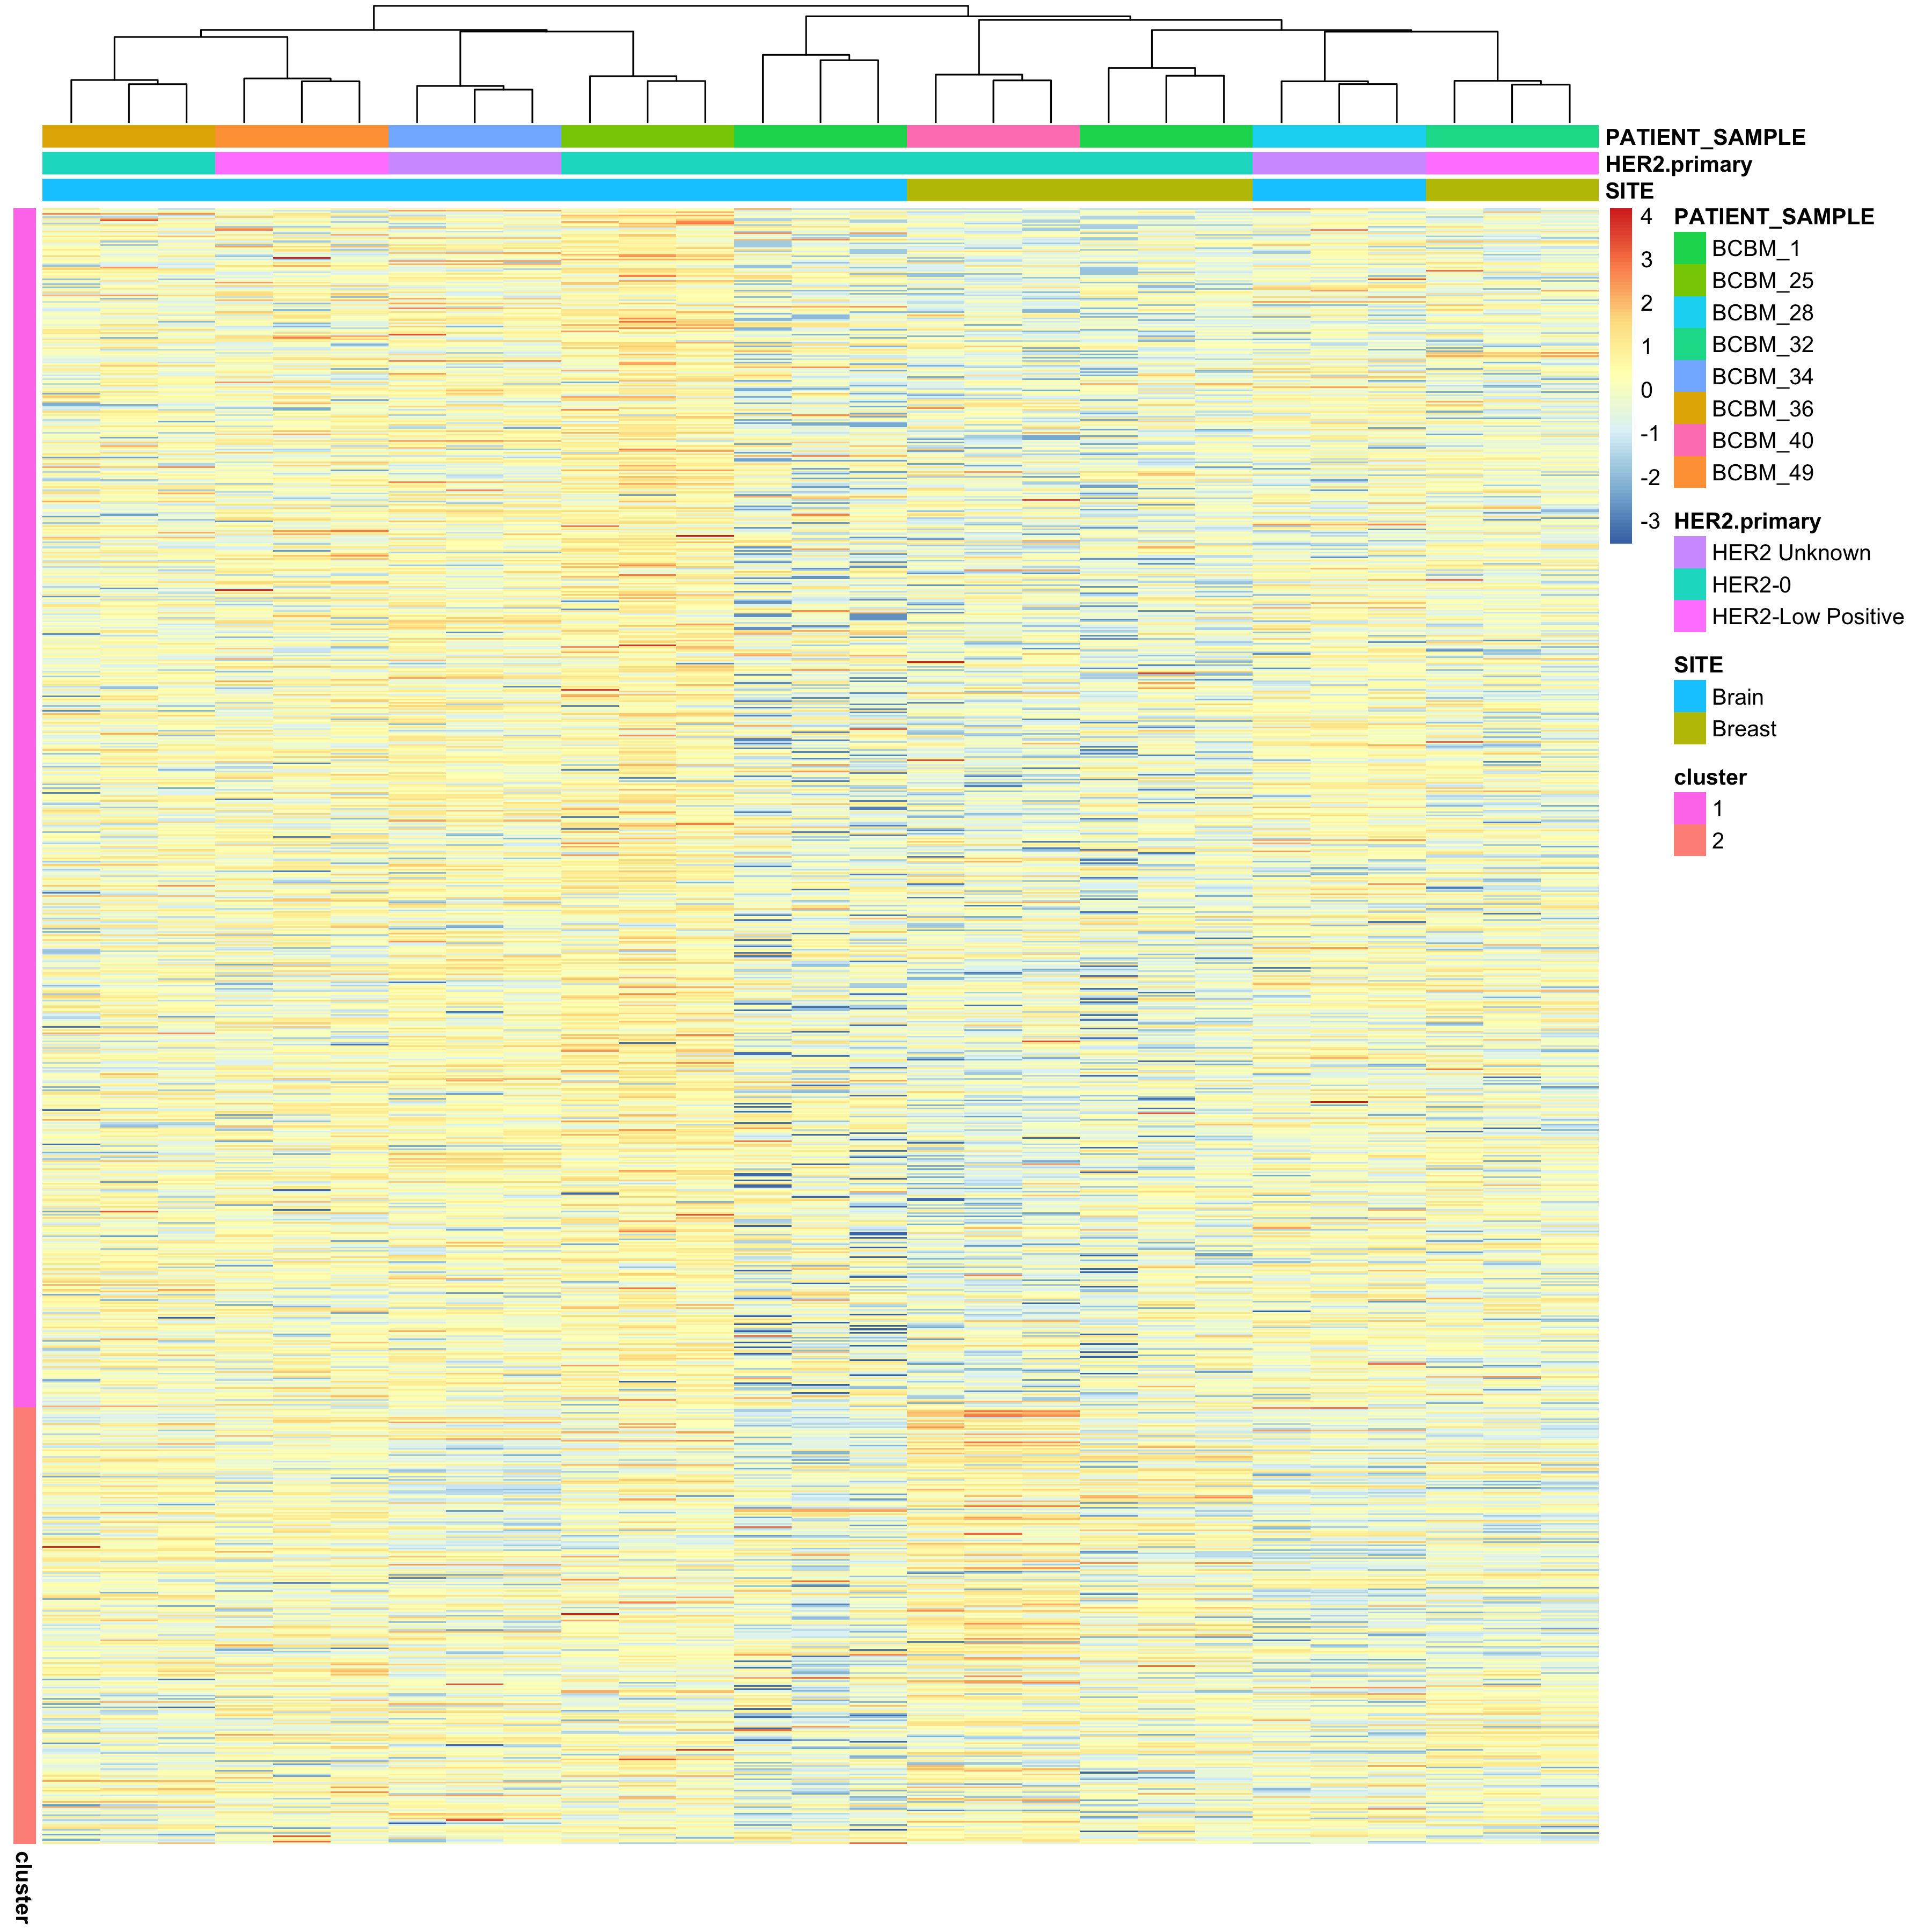 PATIENT_SAMPLE
HER2.primary
SITE
4
3
2
1
0
-1
-2
-3
PATIENT_SAMPLE
BCBM_1
BCBM_25
BCBM_28
BCBM_32
BCBM_34
BCBM_36
BCBM_40
BCBM_49
HER2.primary
HER2 Unknown
HER2-0
HER2-Low Positive
SITE
Brain
Breast
cluster
1
2
cluster